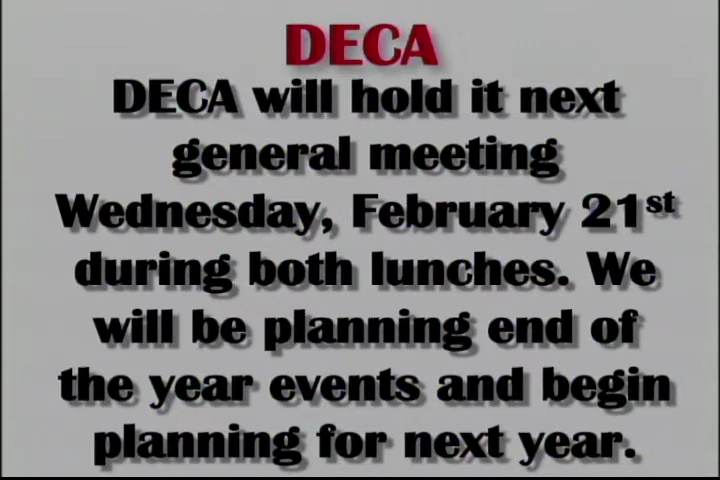 DECA
DECA will hold it next
general meeting
Wednesday, February 21st
during both lunches. We
will be planning end of
the year events and begin
planning for next year.